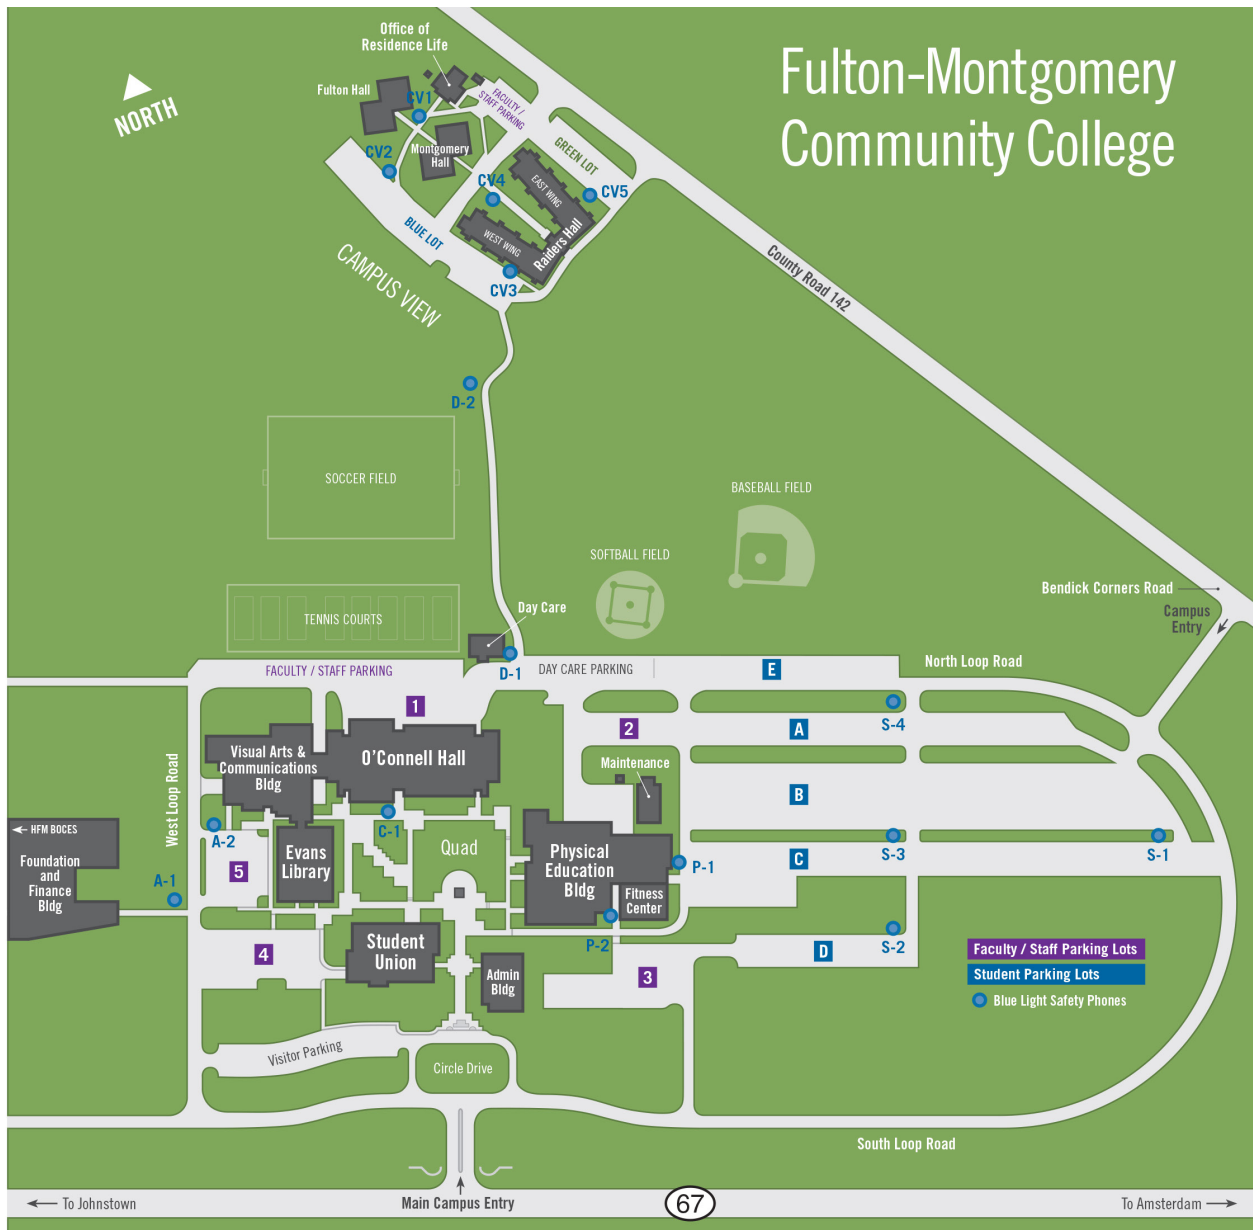 Fulton-Montgomery
Community College
NORTH
Office of
Residence Life
Fulton Hall
CV1
FACULTY /
STAFF PARKING
CV2
Montgomery
Hall
GREEN LOT
CV4
EAST WING
CV5
BLUE LOT
WEST WING
Raiders Hall
CV3
CAMPUS VIEW
County Road 142
D-2
SOCCER FIELD
BASEBALL FIELD
SOFTBALL FIELD
Bendick Corners Road
Campus
Entry
TENNIS COURTS
Day Care
FACULTY / STAFF PARKING
D-1
DAY CARE PARKING
E
North Loop Road
1
2
A
S-4
Visual Arts &
Communications
Bldg
O'Connell Hall
Maintenance
B
West Loop Road
HFM BOCES
Foundation
and
Finance
Bldg
A-2
C-1
A-1
5
Evans
Library
Quad
Physical
Education
Bldg
Fitness
Center
P-1
C
S-3
S-1
4
Student
Union
P-2
Admin
Bldg
3
D
S-2
Faculty / Staff Parking Lots
Student Parking Lots
Blue Light Safety Phones
Visitor Parking
Circle Drive
South Loop Road
To Johnstown
Main Campus Entry
67
To Amsterdam